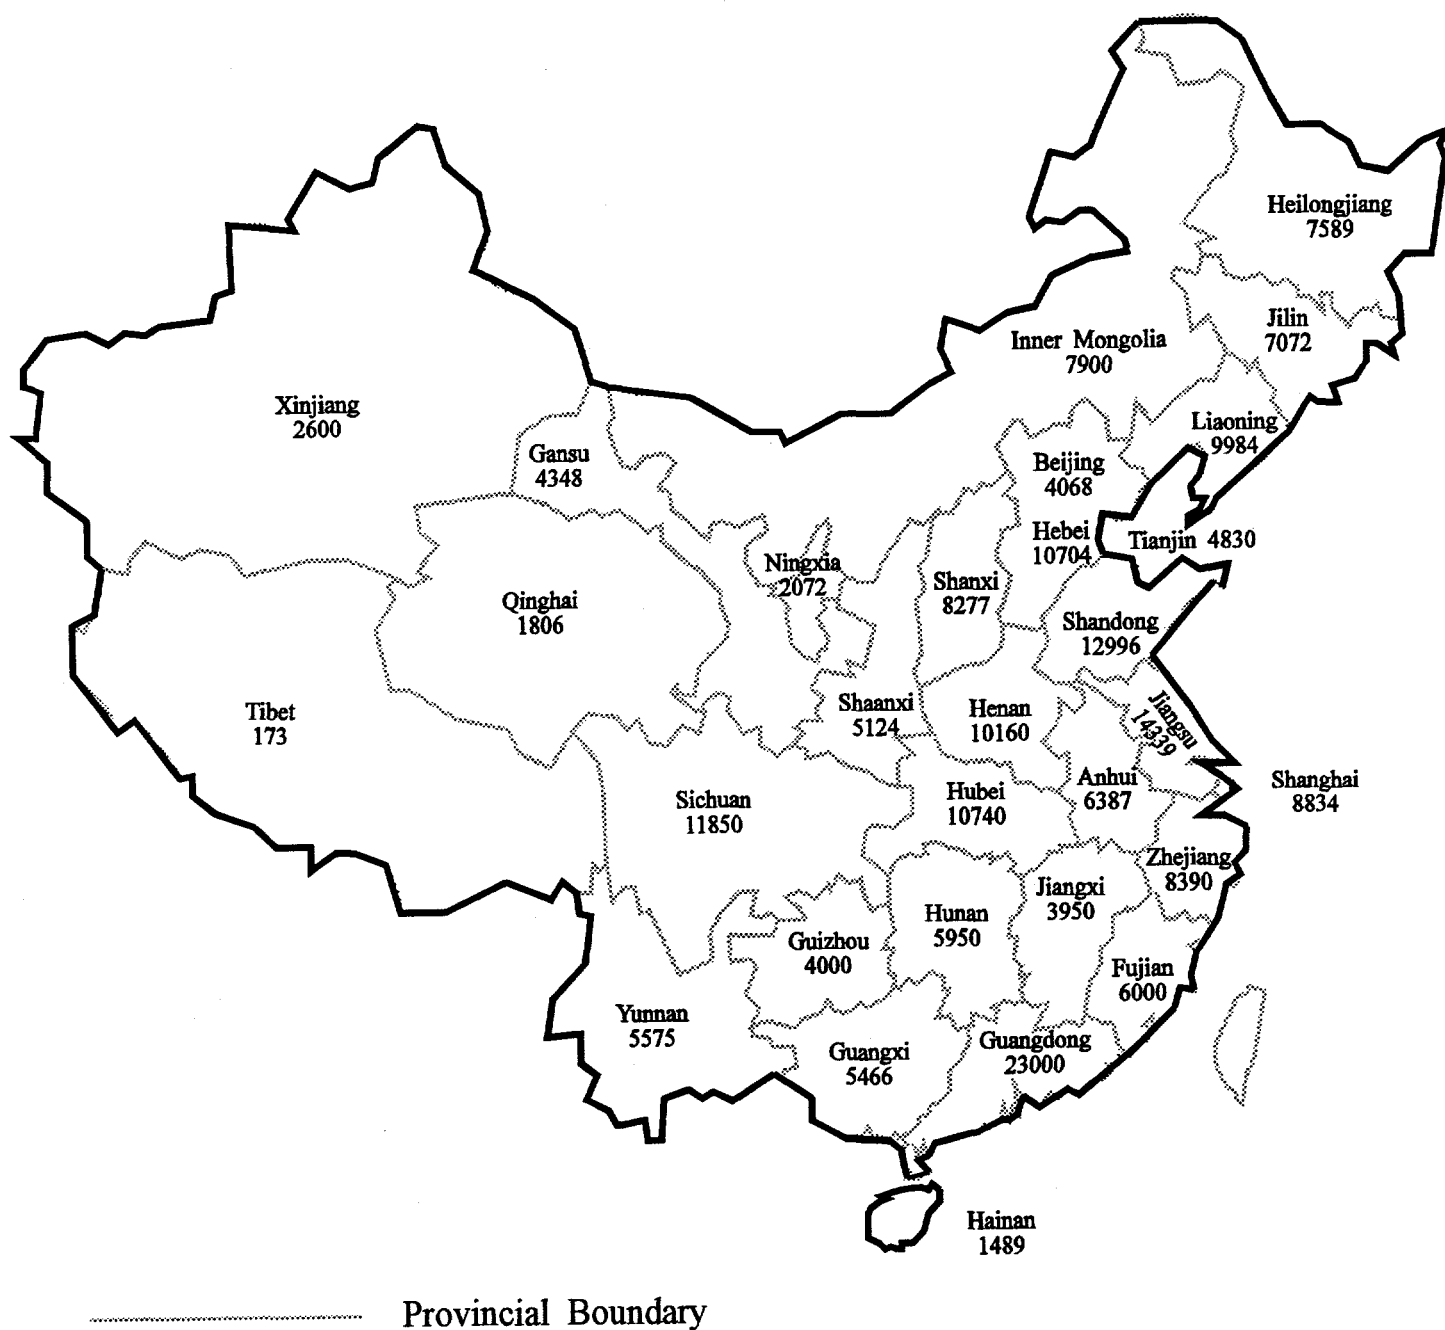 Heilongjiang
7589
Jilin
7072
Inner Mongolia
7900
Xinjiang
2600
Liaoning
9984
Gansu
4348
Beijing
4068
Hebei
10704
Tianjin 4830
Ningxia
2072
Shanxi
8277
Qinghai
1806
Shandong
12996
Tibet
173
Shaanxi
5124
Henan
10160
Jiangsu
14339
Anhui
6387
Shanghai
8834
Sichuan
11850
Hubei
10740
Zhejiang
8390
Jiangxi
3950
Hunan
5950
Guizhou
4000
Fujian
6000
Yunnan
5575
Guangxi
5466
Guangdong
23000
Hainan
1489
Provincial Boundary